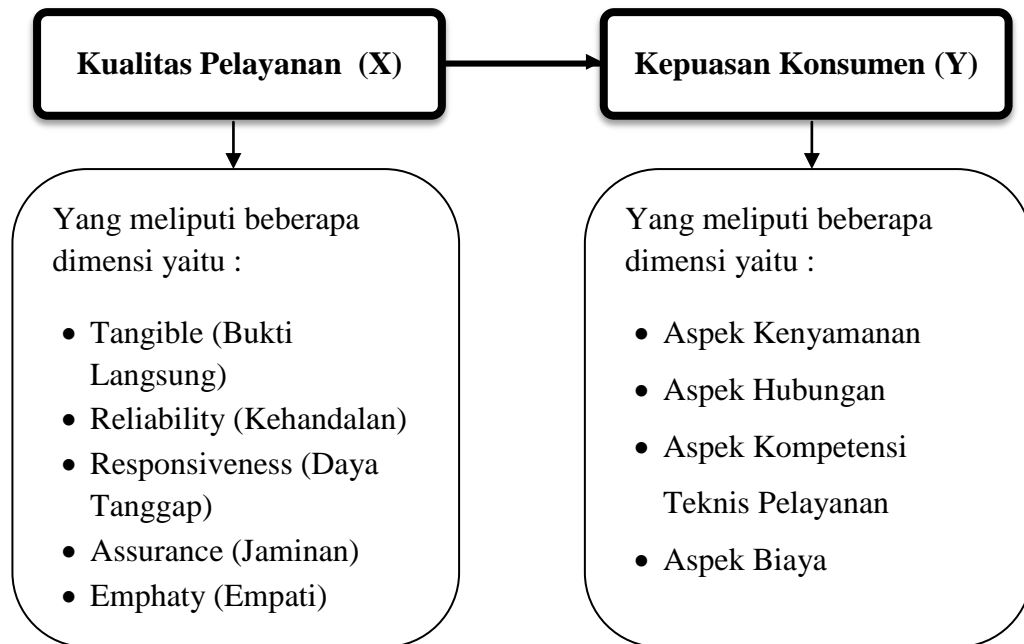 Kualitas Pelayanan (X)
Kepuasan Konsumen (Y)
Yang meliputi beberapa
dimensi yaitu :
• Tangible (Bukti
Langsung)
• Reliability (Kehandalan)
• Responsiveness (Daya
Tanggap)
• Assurance (Jaminan)
• Emphaty (Empati)
Yang meliputi beberapa
dimensi yaitu :
• Aspek Kenyamanan
• Aspek Hubungan
• Aspek Kompetensi
Teknis Pelayanan
• Aspek Biaya